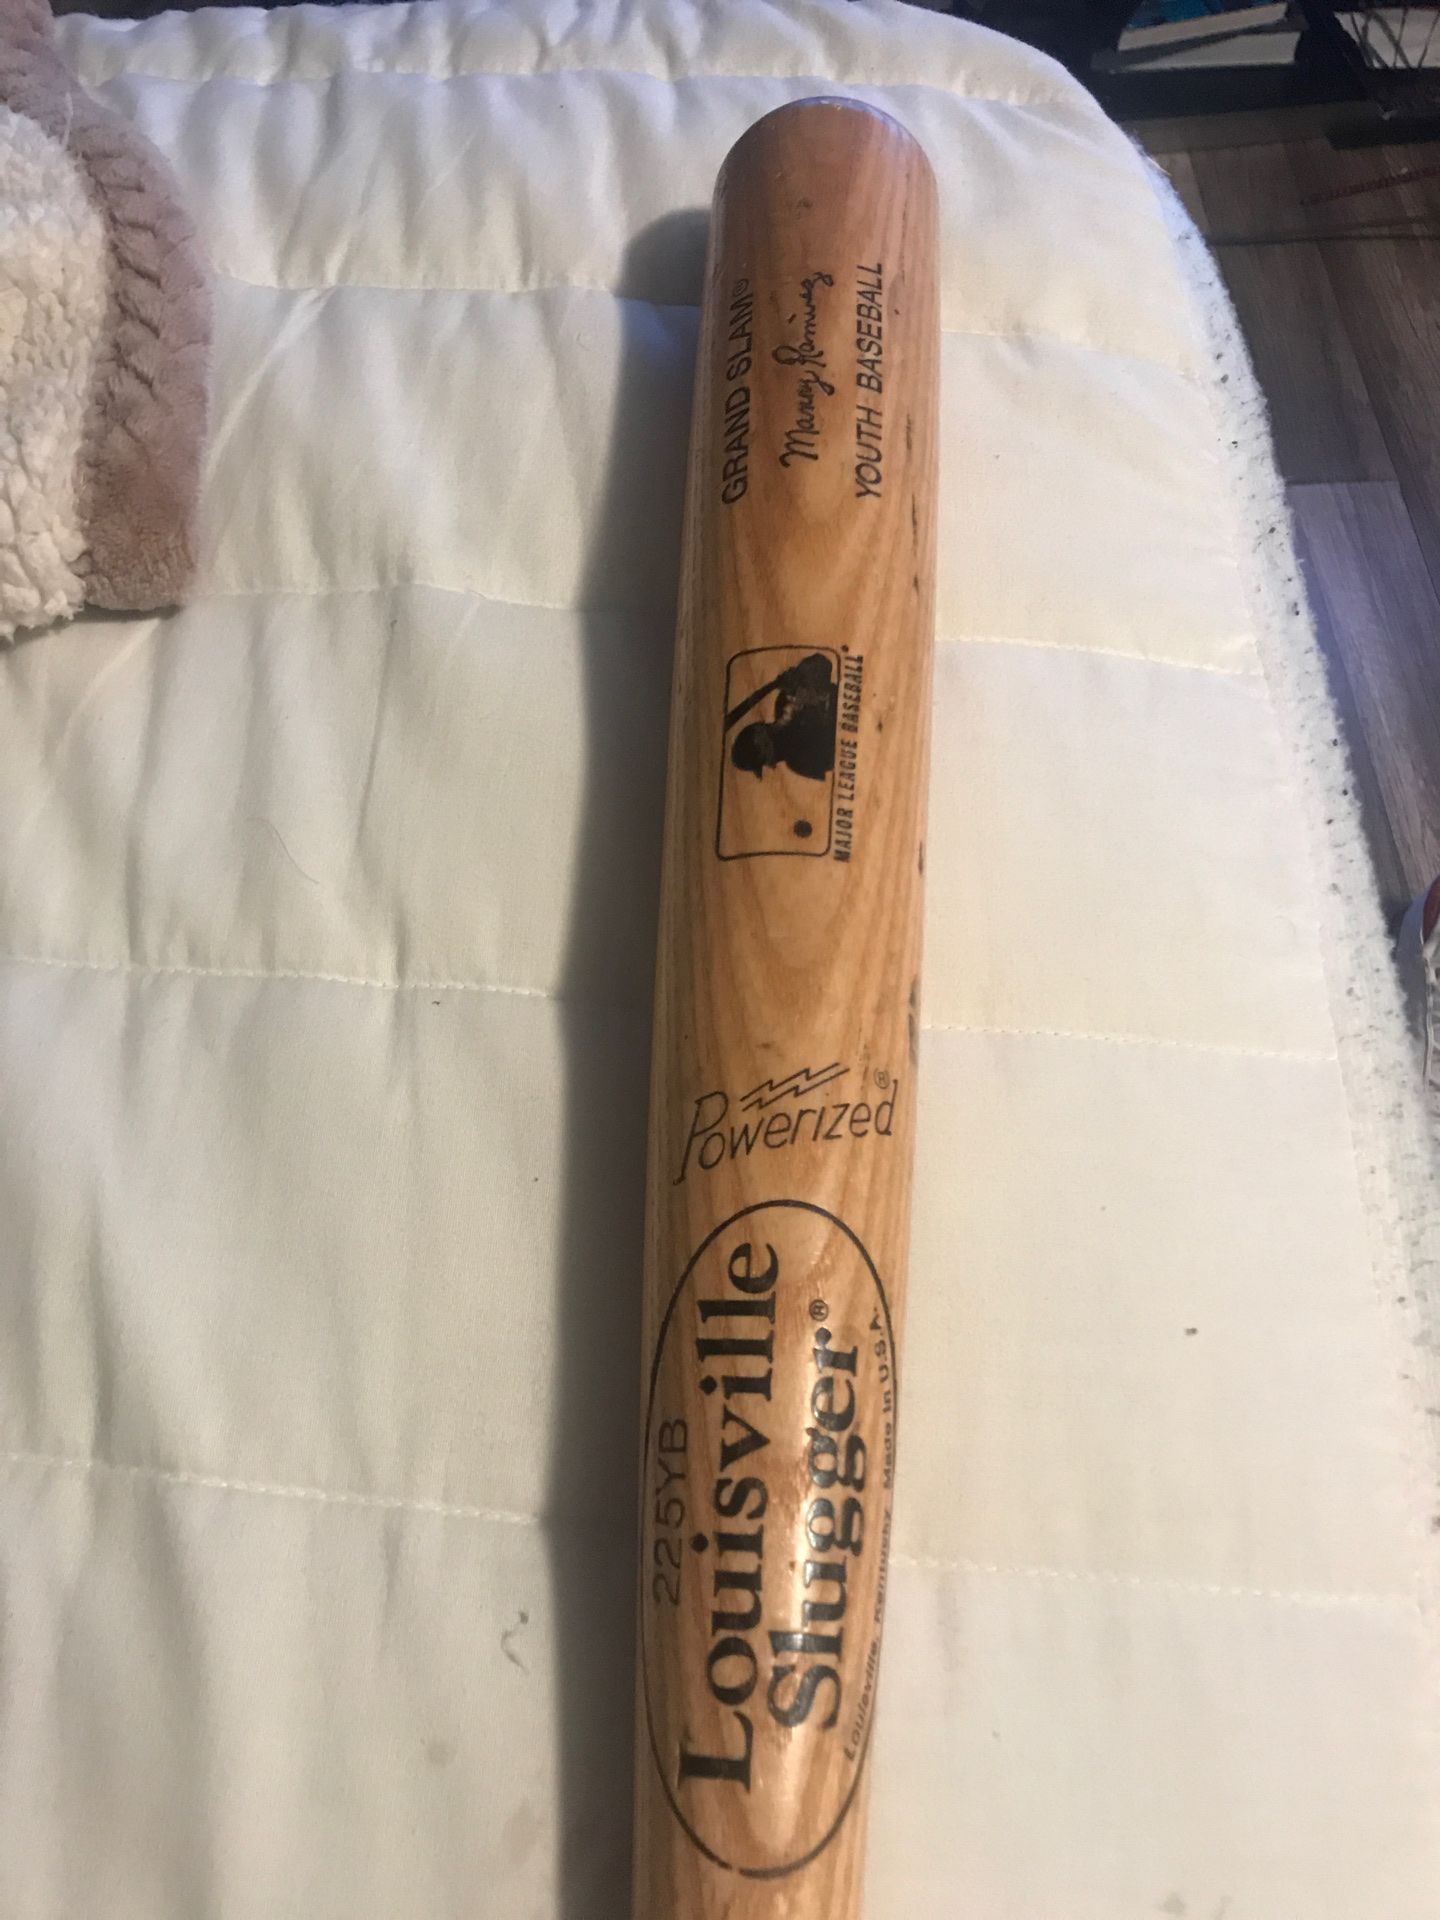 GRAND SLAM®
Manny Ramirez
YOUTH BASEBALL
MAJOR LEAGUE BASEBALL®
Powerized®
225YB
Louisville
Slugger®
Louisville, Kentucky, Made in U.S.A.